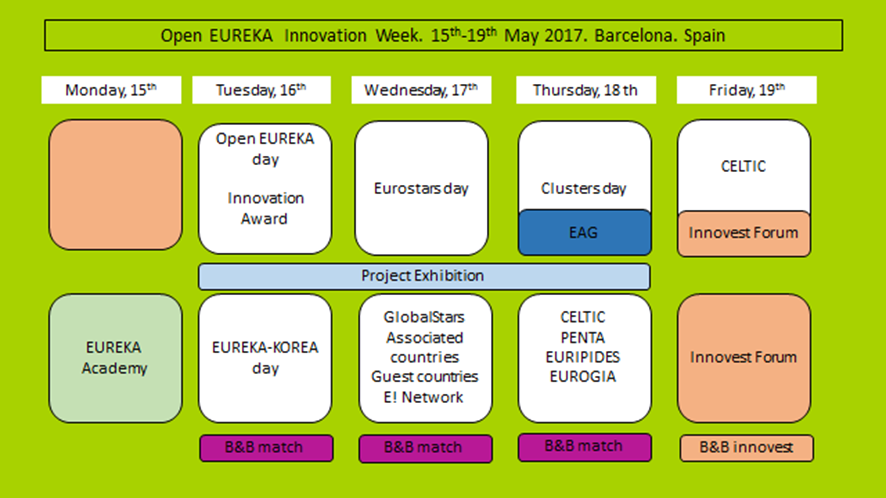 Open EUREKA Innovation Week. 15th-19th May 2017. Barcelona. Spain
Monday, 15th
Tuesday, 16th
Wednesday, 17th
Thursday, 18 th
Friday, 19th
Open EUREKA
day
Innovation
Award
Eurostars day
Clusters day
EAG
CELTIC
Innovest Forum
Project Exhibition
EUREKA
Academy
EUREKA-KOREA
day
GlobalStars
Associated
countries
Guest countries
E! Network
CELTIC
PENTA
EURIPIDES
EUROGIA
Innovest Forum
B&B match
B&B match
B&B match
B&B innovest